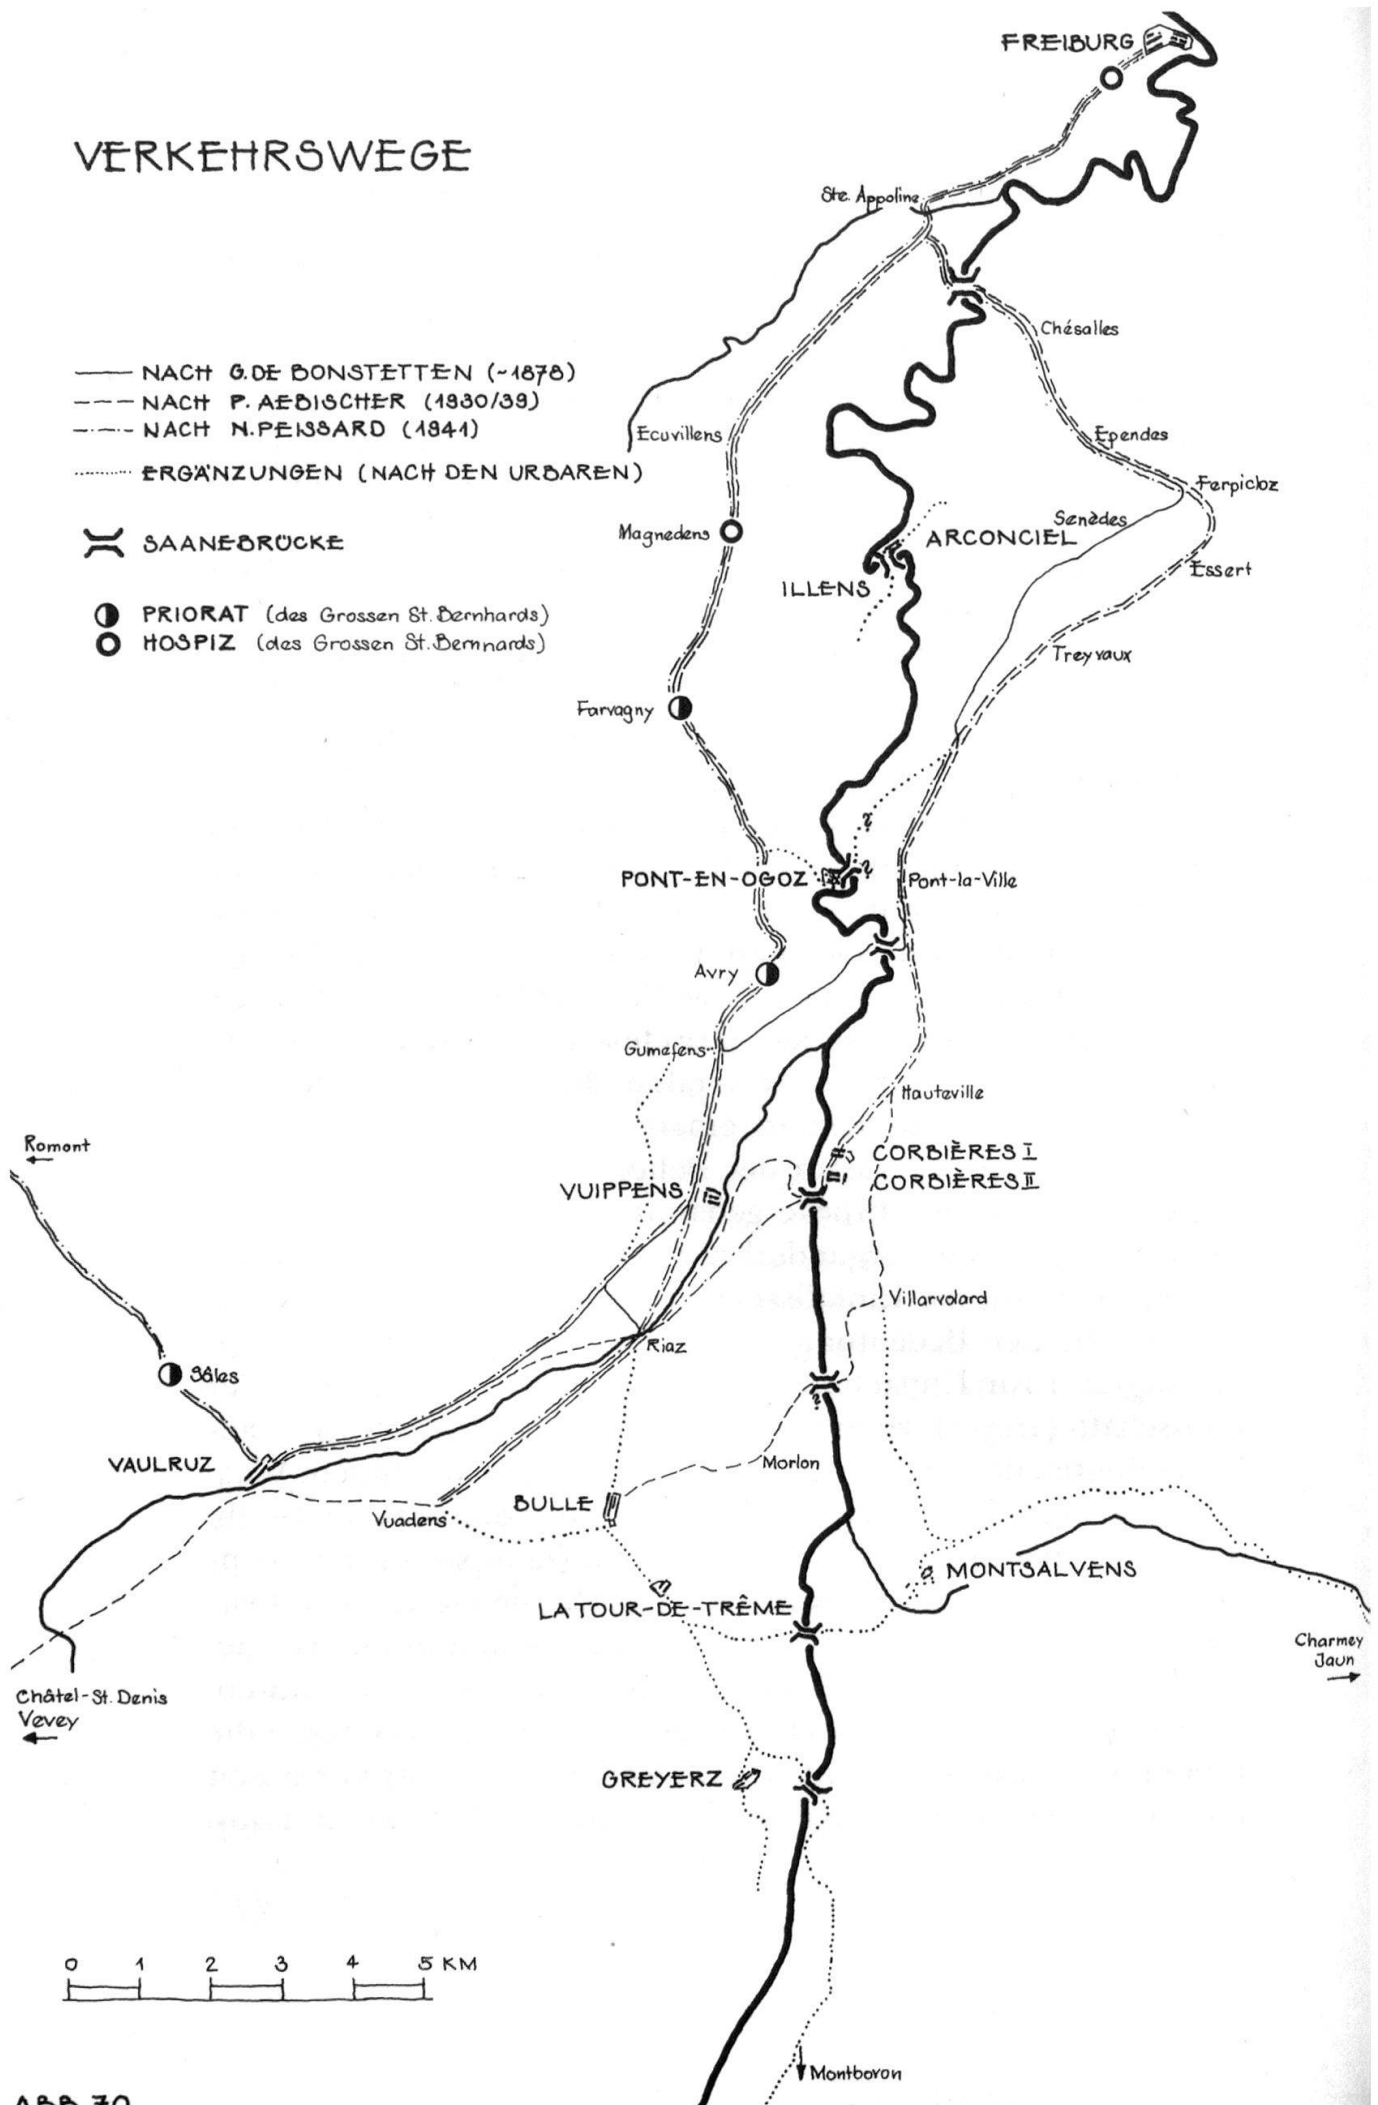 FREIBURG
VERKEHRSWEGE
Ste. Appoline
Chésalles
NACH G. DE BONSTETTEN (~1878)
NACH P. AEBISCHER (1930/39)
NACH N. PEISSARD (1941)
ERGÄNZUNGEN (NACH DEN URBAREN)
Ecuvillens
Ependes
Ferpicloz
Senèdes
SAANEBRÜCKE
Magnedens
ARCONCIEL
ILLENS
Essert
PRIORAT (des Grossen St. Bernhards)
HOSPIZ (des Grossen St. Bernnards)
Treyvaux
Farvagny
?
?
PONT-EN-OGOZ
Pont-la-Ville
Avry
Gumefens
Hauteville
Romont
CORBIÈRES I
CORBIÈRES II
VUIPPENS
Villarvolard
Riaz
Sâles
?
VAULRUZ
Morlon
BULLE
Vuadens
MONTSALVENS
LA TOUR-DE-TRÊME
Charmey
Jaun
Châtel-St. Denis
Vevey
GREYERZ
0 1 2 3 4 5 KM
Montbovon
ABB. 70